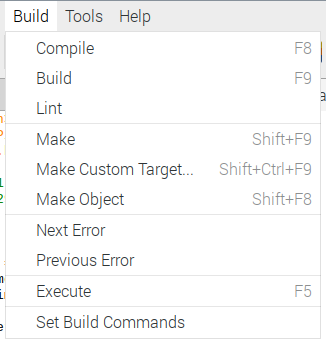 Build Tools Help
Compile F8
Build F9
Lint
Make Shift+F9
Make Custom Target... Shift+Ctrl+F9
Make Object Shift+F8
Next Error
Previous Error
Execute F5
Set Build Commands